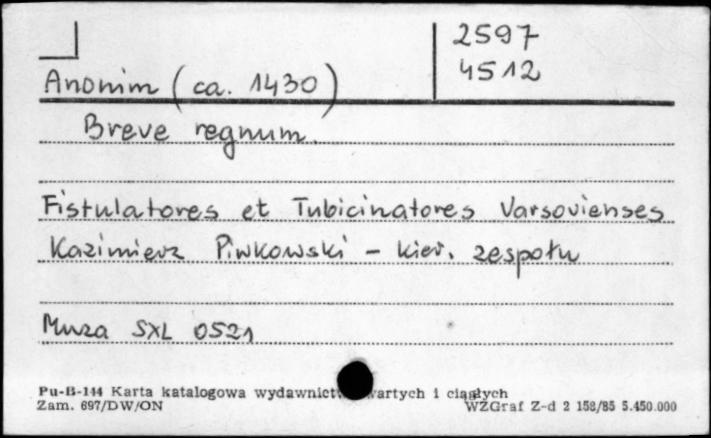 2597
4512
Anonim (ca. 1430)
Breve regnum
Fistulatores et Tubicinatores Varsovienses
Kazimierz Piwkowski - kier. zespołu
Muza SXL 0521
Pu-B-144 Karta katalogowa wydawnict wartych i ciągłych
Zam. 697/DW/ON WZGraf Z-d 2 158/85 5.450.000